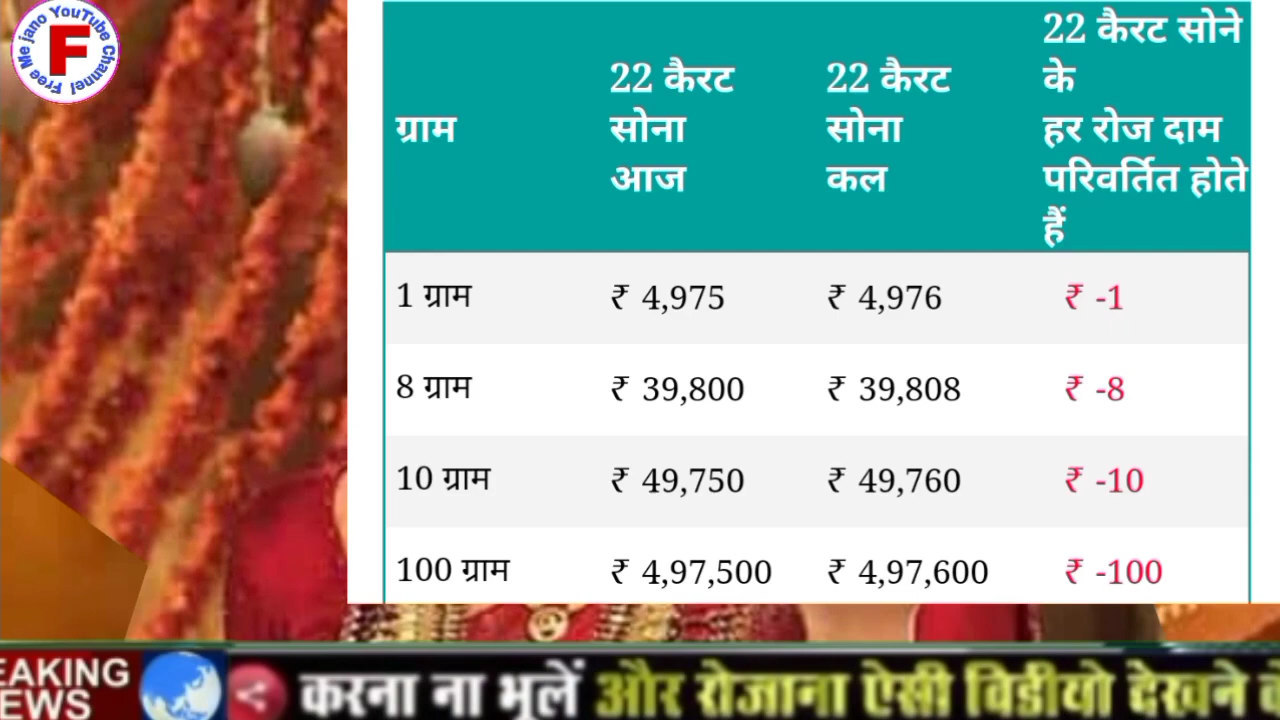 Free Me jano YouTube Channel
F
ग्राम
22 कैरट
सोना
आज
22 कैरट
सोना
कल
22 कैरट सोने
के
हर रोज दाम
परिवर्तित होते
हैं
1 ग्राम ₹ 4,975 ₹ 4,976 ₹ -1
8 ग्राम ₹ 39,800 ₹ 39,808 ₹ -8
10 ग्राम ₹ 49,750 ₹ 49,760 ₹ -10
100 ग्राम ₹ 4,97,500 ₹ 4,97,600 ₹ -100
EAKING
EWS
करना ना भूलें और रोजाना ऐसी विडीयो देखने